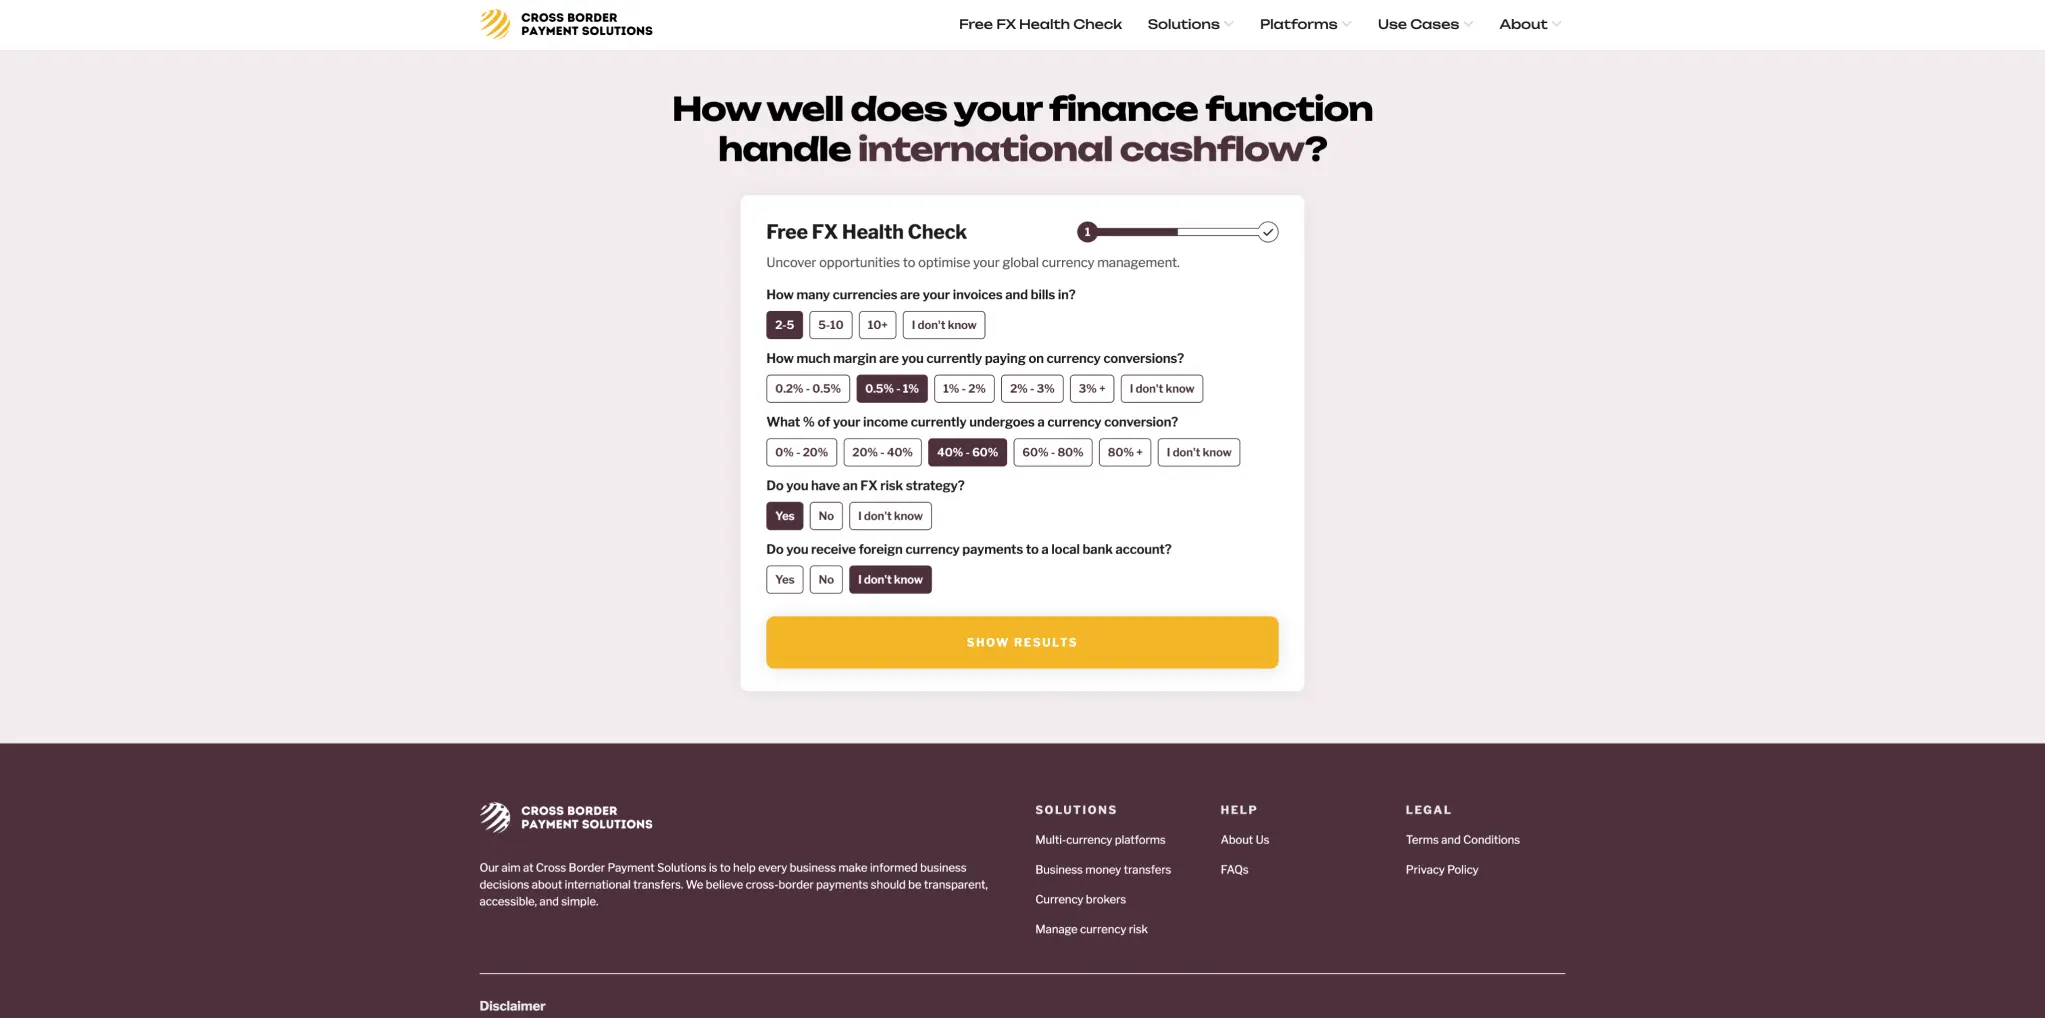 CROSS BORDER
PAYMENT SOLUTIONS
Free FX Health Check
Solutions
Platforms
Use Cases
About
How well does your finance function
handle international cashflow?
Free FX Health Check
1
Uncover opportunities to optimise your global currency management.
How many currencies are your invoices and bills in?
2-5
5-10
10+
I don't know
How much margin are you currently paying on currency conversions?
0.2% - 0.5%
0.5% - 1%
1% - 2%
2% - 3%
3% +
I don't know
What % of your income currently undergoes a currency conversion?
0% - 20%
20% - 40%
40% - 60%
60% - 80%
80% +
I don't know
Do you have an FX risk strategy?
Yes
No
I don't know
Do you receive foreign currency payments to a local bank account?
Yes
No
I don't know
SHOW RESULTS
CROSS BORDER
PAYMENT SOLUTIONS
Our aim at Cross Border Payment Solutions is to help every business make informed business
decisions about international transfers. We believe cross-border payments should be transparent,
accessible, and simple.
SOLUTIONS
Multi-currency platforms
Business money transfers
Currency brokers
Manage currency risk
HELP
About Us
FAQs
LEGAL
Terms and Conditions
Privacy Policy
Disclaimer